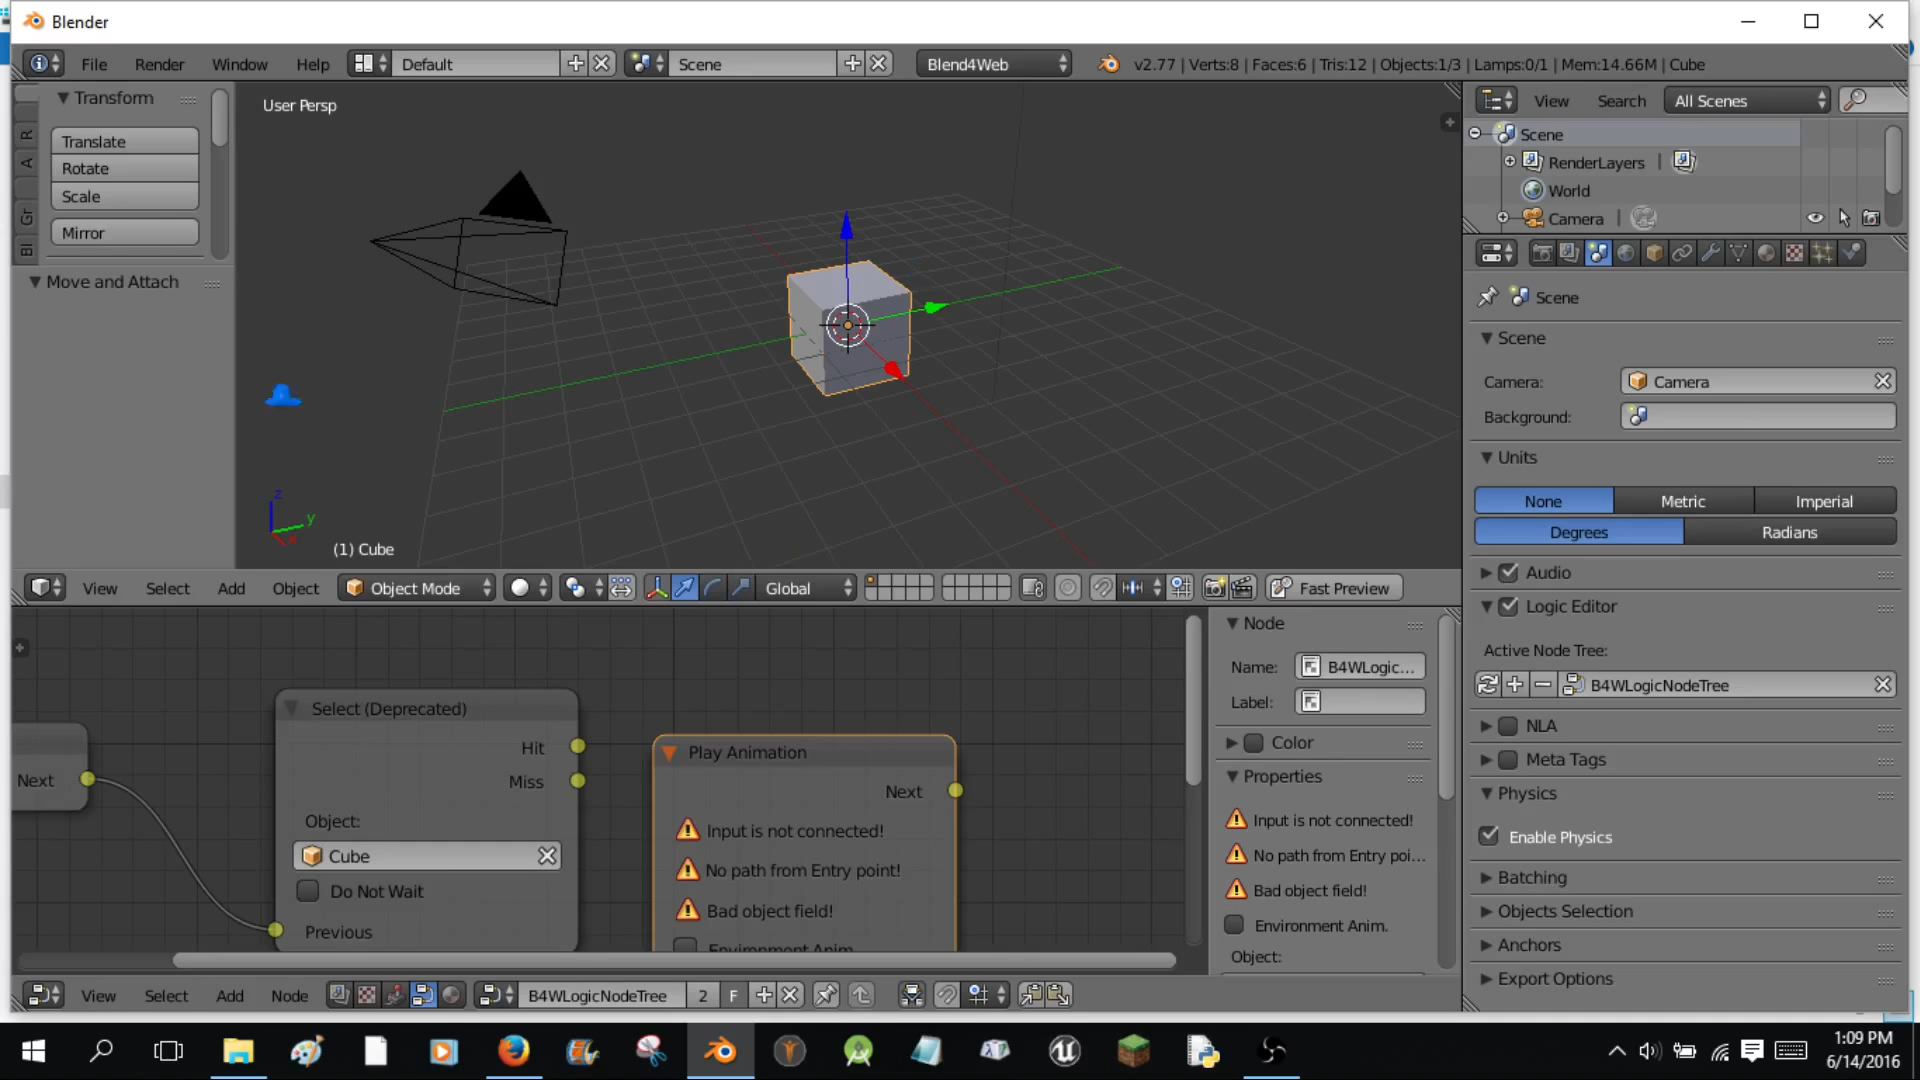 Blender
File Render Window Help Default Scene Blend4Web v2.77 | Verts:8 | Faces:6 | Tris:12 | Objects:1/3 | Lamps:0/1 | Mem:14.66M | Cube
Transform
Translate
Rotate
Scale
Mirror
Move and Attach
R
A
Gr
Bl
User Persp
z
y
x
(1) Cube
View Select Add Object Object Mode Global Fast Preview
Next
Select (Deprecated)
Hit
Miss
Object:
Cube
Do Not Wait
Previous
Play Animation
Next
Input is not connected!
No path from Entry point!
Bad object field!
Environment Anim.
Node
Name: B4WLogic...
Label:
Color
Properties
Input is not connected!
No path from Entry poi...
Bad object field!
Environment Anim.
Object:
View Select Add Node B4WLogicNodeTree 2 F
View Search All Scenes
Scene
RenderLayers |
World
Camera |
Scene
Scene
Camera: Camera
Background:
Units
None Metric Imperial
Degrees Radians
Audio
Logic Editor
Active Node Tree:
B4WLogicNodeTree
NLA
Meta Tags
Physics
Enable Physics
Batching
Objects Selection
Anchors
Export Options
1:09 PM
6/14/2016